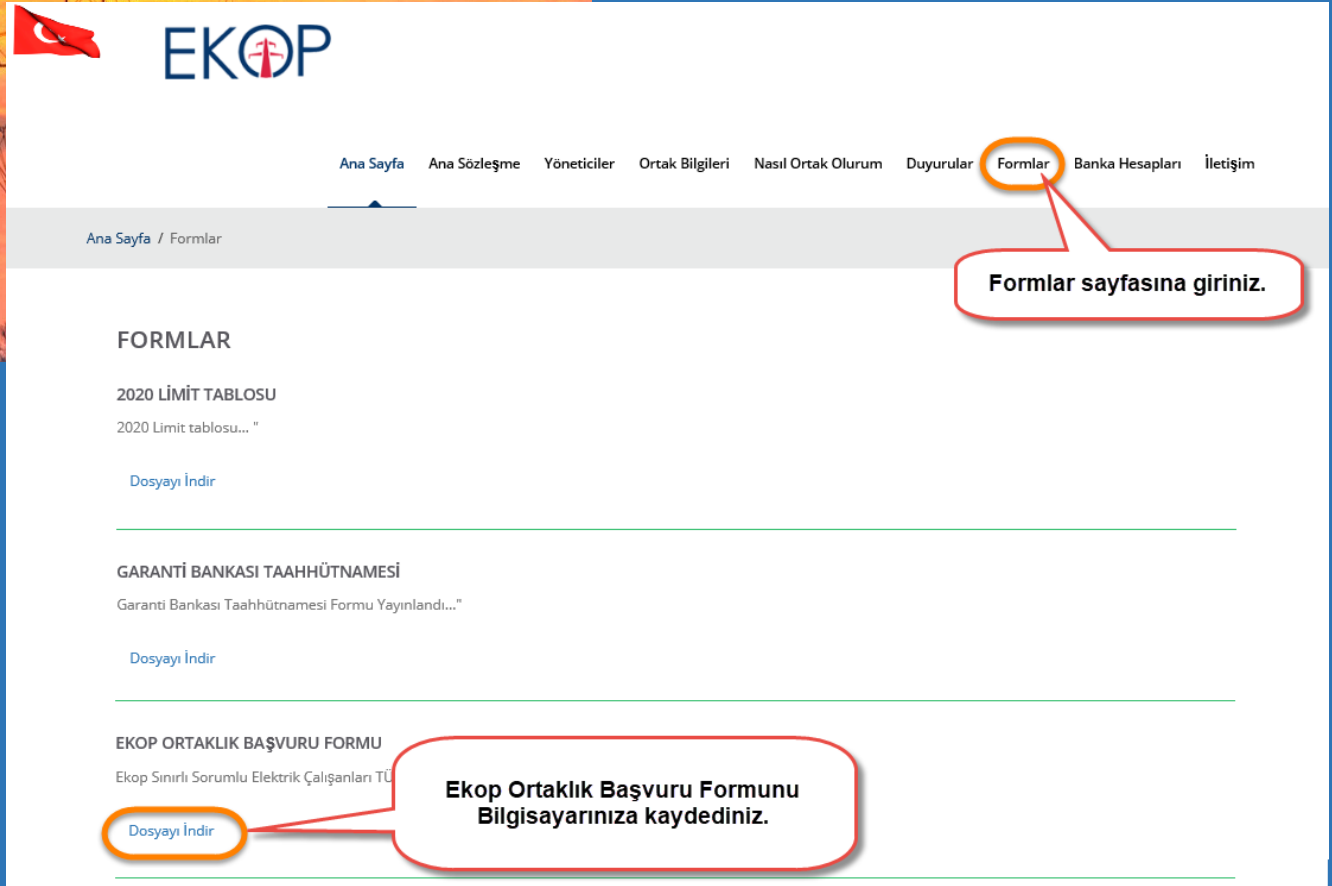 EKOP
Ana Sayfa Ana Sözleşme Yöneticiler Ortak Bilgileri Nasıl Ortak Olurum Duyurular Formlar Banka Hesapları İletişim
Ana Sayfa / Formlar
Formlar sayfasına giriniz.
FORMLAR
2020 LİMİT TABLOSU
2020 Limit tablosu... "
Dosyayı İndir
GARANTİ BANKASI TAAHHÜTNAMESİ
Garanti Bankası Taahhütnamesi Formu Yayınlandı..."
Dosyayı İndir
EKOP ORTAKLIK BAŞVURU FORMU
Ekop Sınırlı Sorumlu Elektrik Çalışanları TÜ
Ekop Ortaklık Başvuru Formunu
Bilgisayarınıza kaydediniz.
Dosyayı İndir